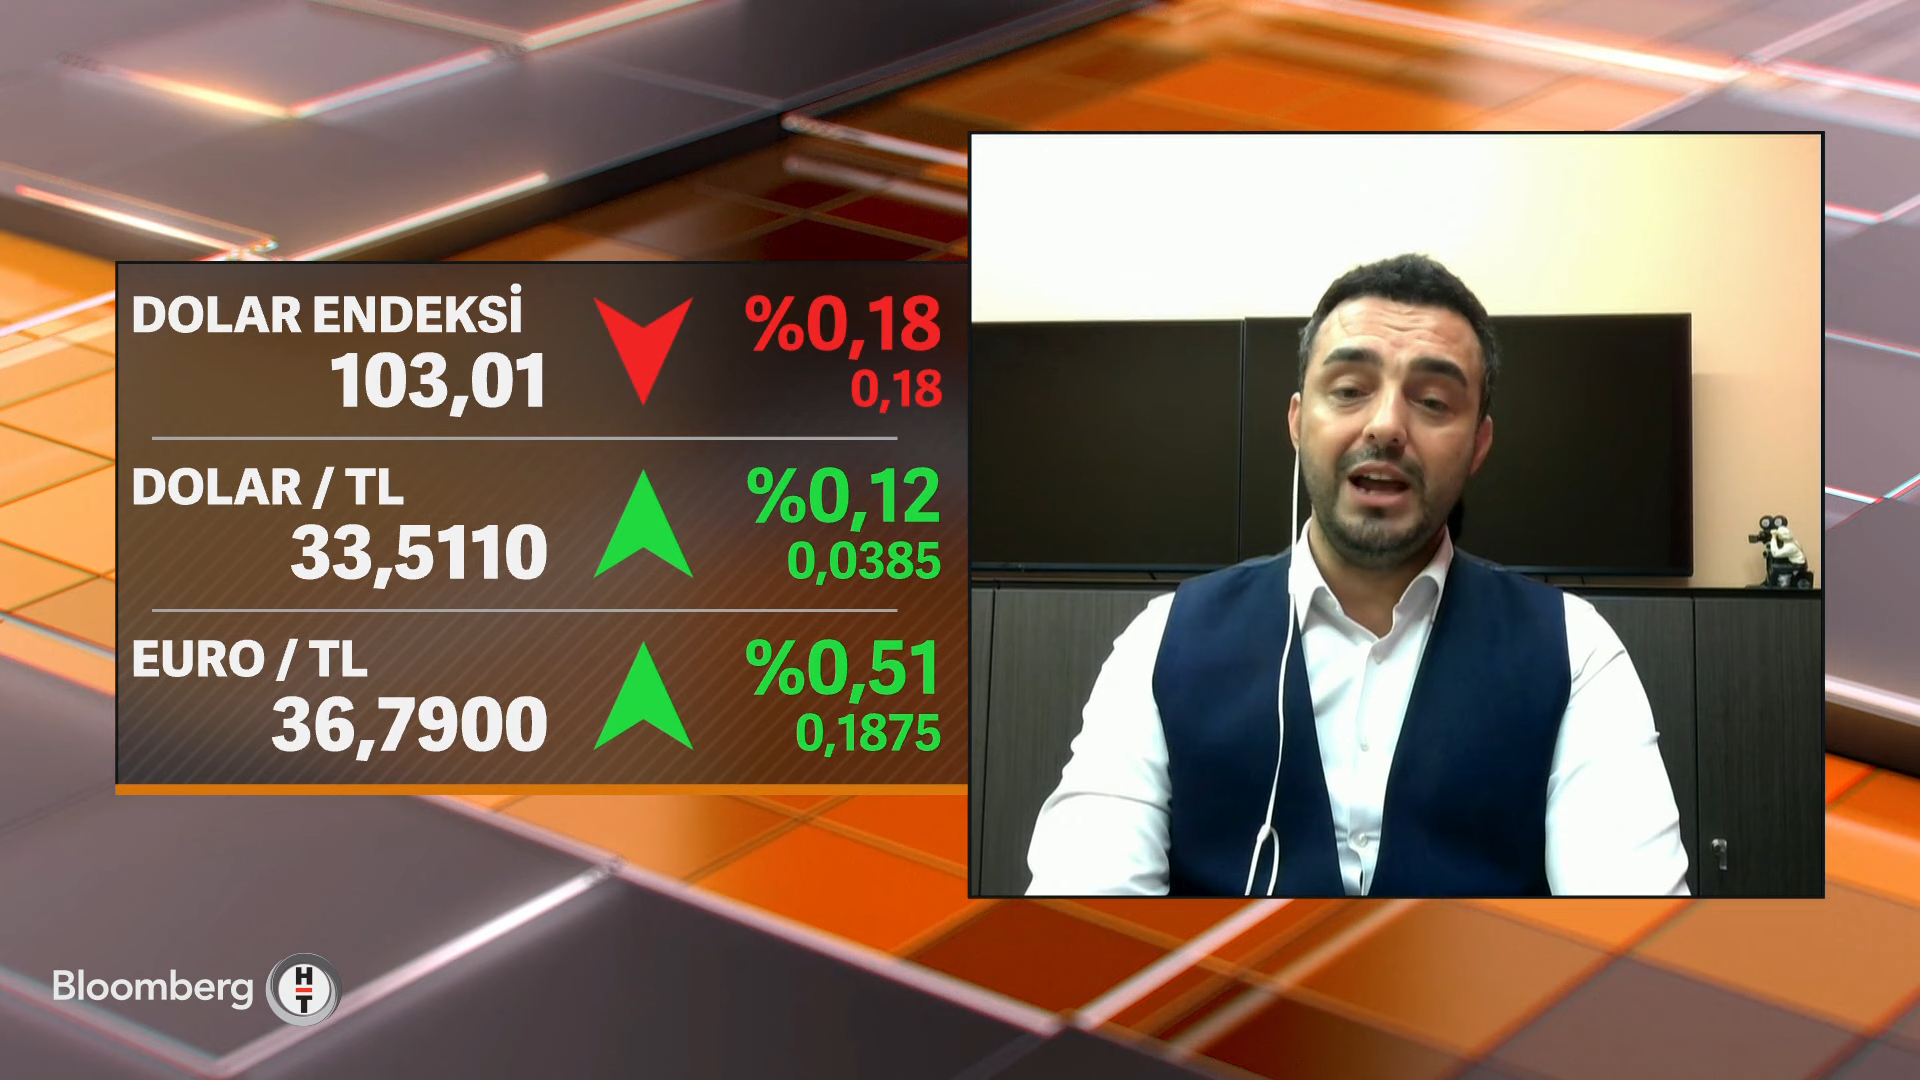 DOLAR ENDEKSİ
103,01
%0,18
0,18
DOLAR / TL
33,5110
%0,12
0,0385
EURO / TL
36,7900
%0,51
0,1875
Bloomberg HT